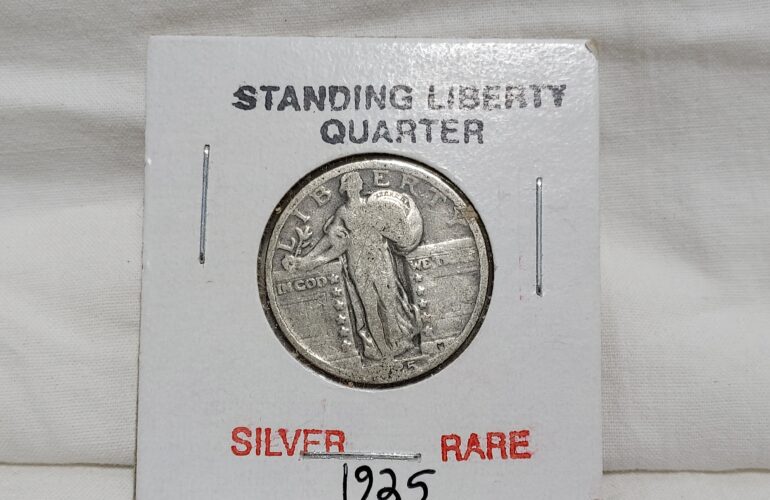 STANDING LIBERTY
QUARTER
LIBERTY
IN GOD WE
SILVER RARE
1925